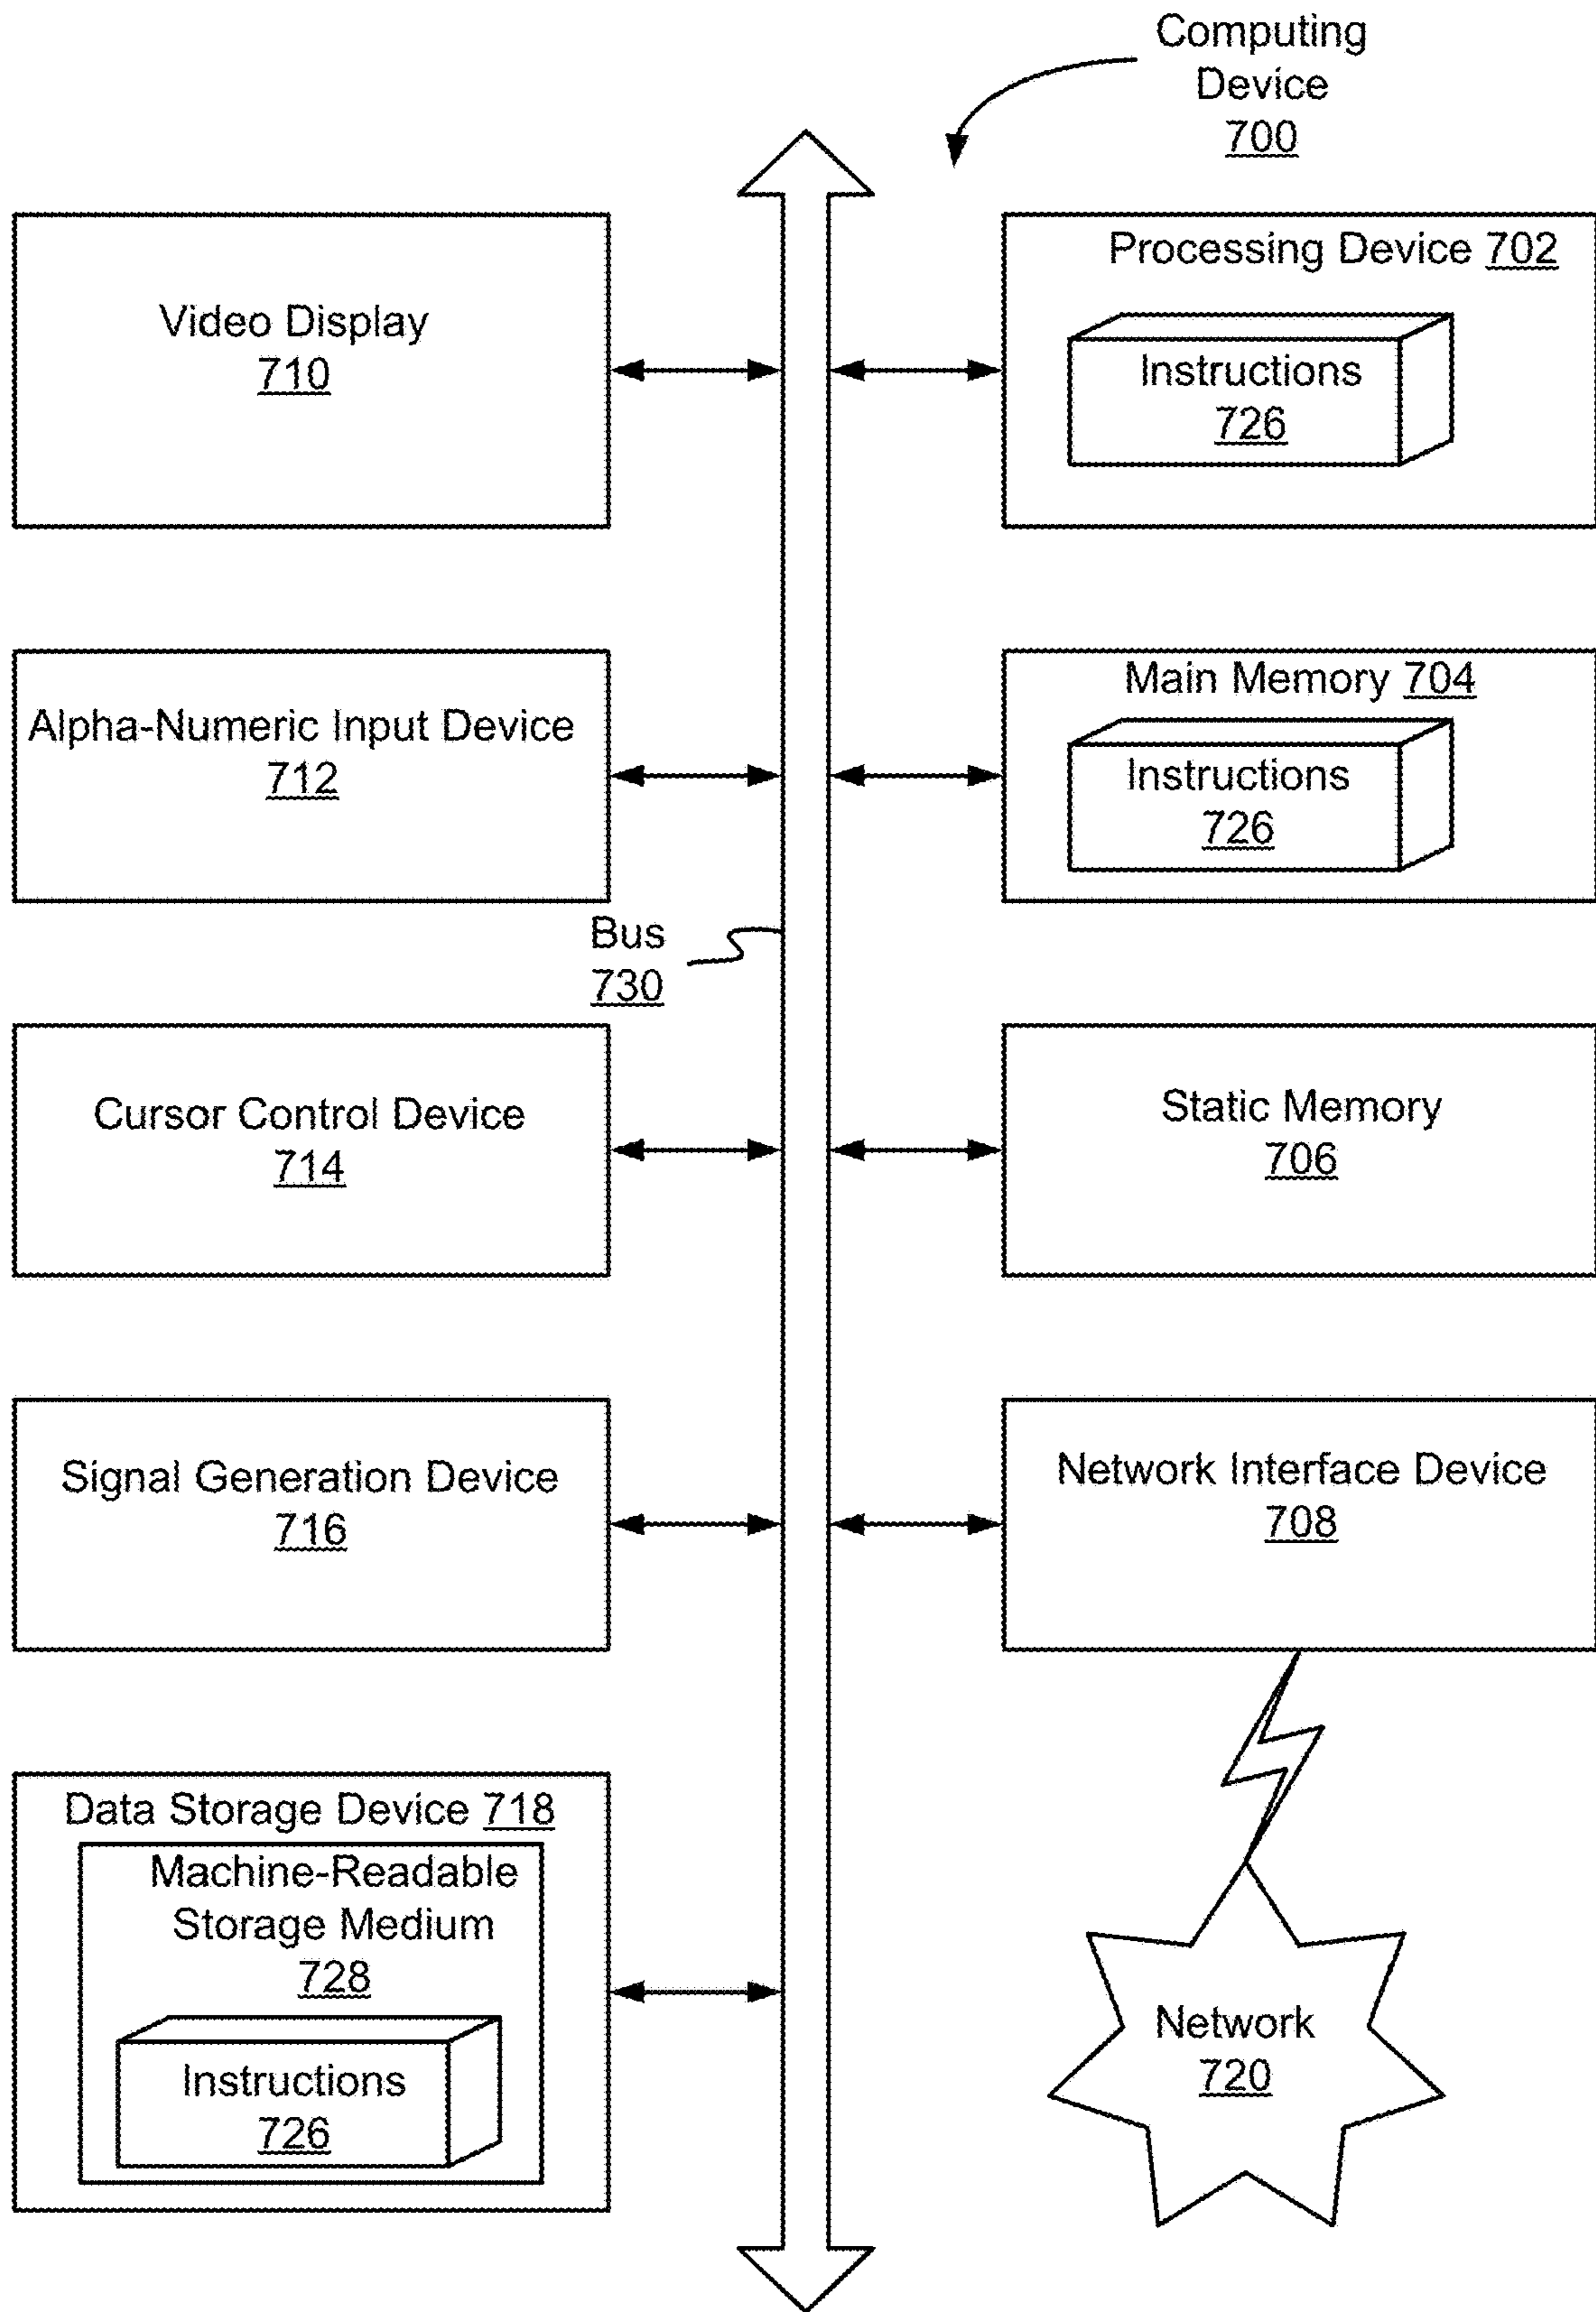 Computing
Device
700
Video Display
710
Processing Device 702
Instructions
726
Alpha-Numeric Input Device
712
Main Memory 704
Instructions
726
Bus
730
Cursor Control Device
714
Static Memory
706
Signal Generation Device
716
Network Interface Device
708
Data Storage Device 718
Machine-Readable
Storage Medium
728
Instructions
726
Network
720